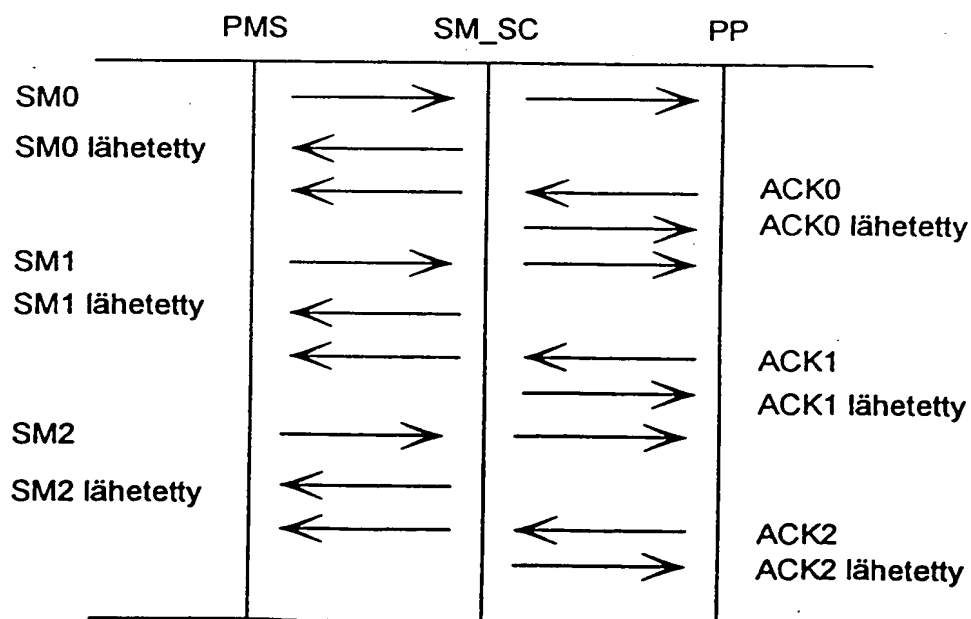 PMS SM_SC PP
SM0
SM0 lähetetty
ACK0
ACK0 lähetetty
SM1
SM1 lähetetty
ACK1
ACK1 lähetetty
SM2
SM2 lähetetty
ACK2
ACK2 lähetetty